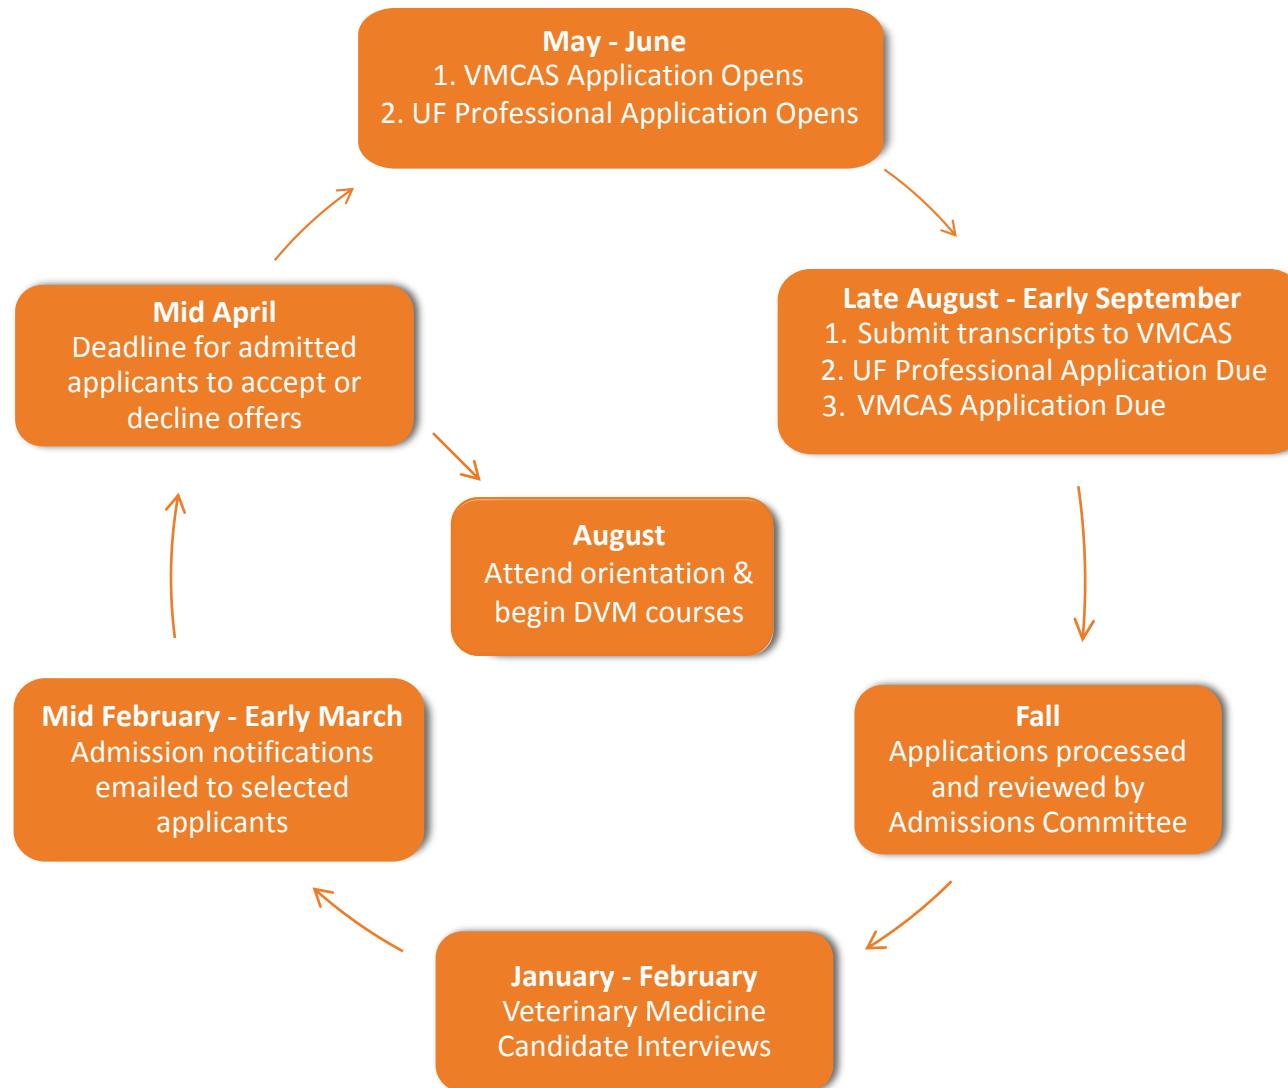 May - June
1. VMCAS Application Opens
2. UF Professional Application Opens
Late August - Early September
1. Submit transcripts to VMCAS
2. UF Professional Application Due
3. VMCAS Application Due
Fall
Applications processed
and reviewed by
Admissions Committee
January - February
Veterinary Medicine
Candidate Interviews
Mid February - Early March
Admission notifications
emailed to selected
applicants
Mid April
Deadline for admitted
applicants to accept or
decline offers
August
Attend orientation &
begin DVM courses